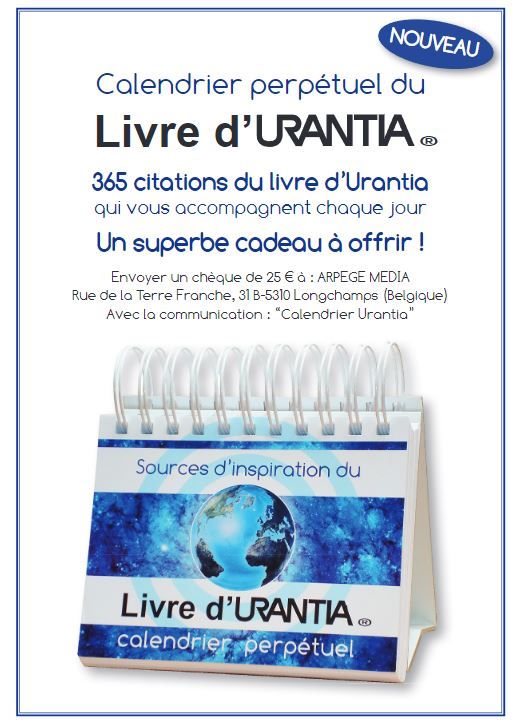 NOUVEAU
Calendrier perpétuel du
Livre d'URANTIA ®
365 citations du livre d'Urantia
qui vous accompagnent chaque jour
Un superbe cadeau à offrir !
Envoyer un chèque de 25 € à : ARPEGE MEDIA
Rue de la Terre Franche, 31 B-5310 Longchamps (Belgique)
Avec la communication : “Calendrier Urantia”
Sources d'inspiration du
Livre d'URANTIA ®
calendrier perpétuel